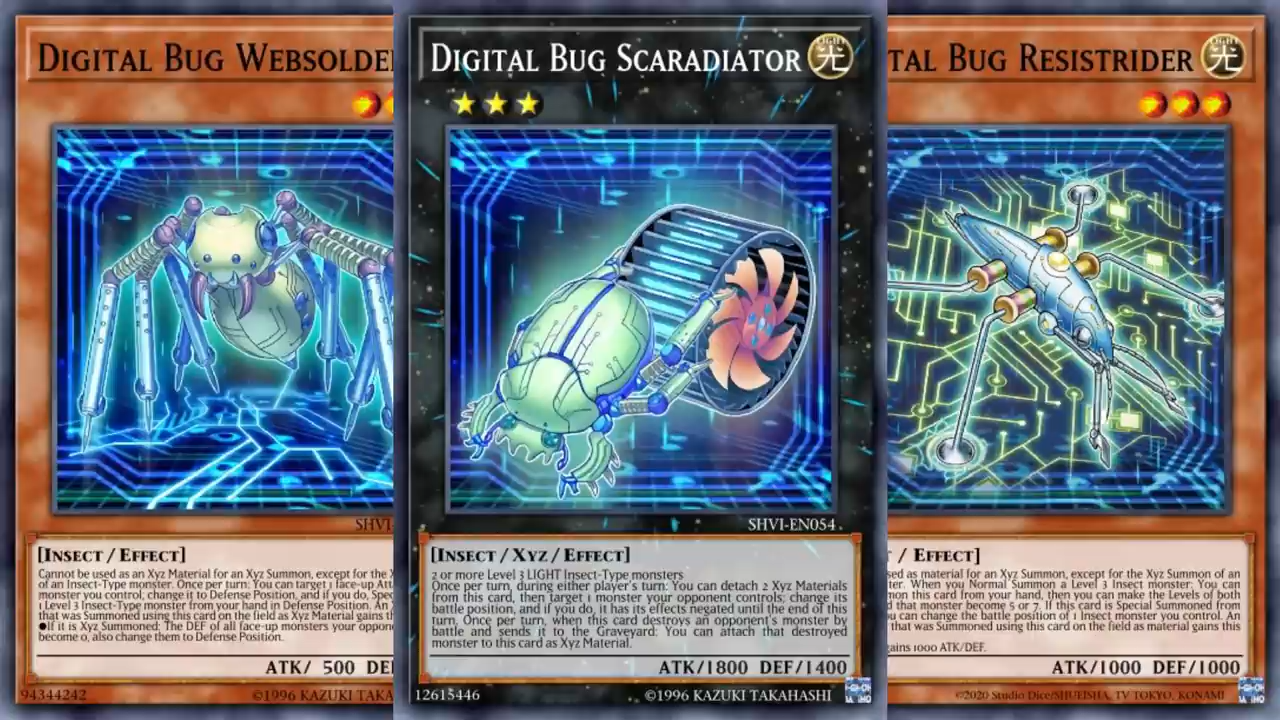 DIGITAL BUG WEBSOLDE
SHVI-
[INSECT / EFFECT]
Cannot be used as an Xyz Material for an Xyz Summon, except for the
of an Insect-Type monster. Once per turn: You can target 1 face-up Att
monster you control, change it to Defense Position, and if you do, Spec
1 Level 3 Insect-Type monster from your hand in Defense Position. An
that was Summoned using this card on the field as Xyz Material gains th
●If it is Xyz Summoned: The DEF of all face-up monsters your oppone
become 0, also change them to Defense Position.
ATK/ 500 DE
94344242 ©1996 KAZUKI TAKA
DIGITAL BUG SCARADIATOR
LIGHT
光
SHVI-EN054
[INSECT / XYZ / EFFECT]
2 or more Level 3 LIGHT Insect-Type monsters
Once per turn, during either player's turn: You can detach 2 Xyz Materials
from this card, then target 1 monster your opponent controls; change its
battle position, and if you do, it has its effects negated until the end of this
turn. Once per turn, when this card destroys an opponent's monster by
battle and sends it to the Graveyard: You can attach that destroyed
monster to this card as Xyz Material.
ATK/1800 DEF/1400
12615446 ©1996 KAZUKI TAKAHASHI
TAL BUG RESISTRIDER
LIGHT
光
/ EFFECT]
sed as material for an Xyz Summon, except for the Xyz Summon of an
er. When you Normal Summon a Level 3 Insect monster: You can
mon this card from your hand, then you can make the Levels of both
d that monster become 5 or 7. If this card is Special Summoned from
u can change the battle position of 1 Insect monster you control. An
that was Summoned using this card on the field as material gains this
gains 1000 ATK/DEF.
ATK/1000 DEF/1000
©2020 Studio Dice/SHUEISHA, TV TOKYO, KONAMI